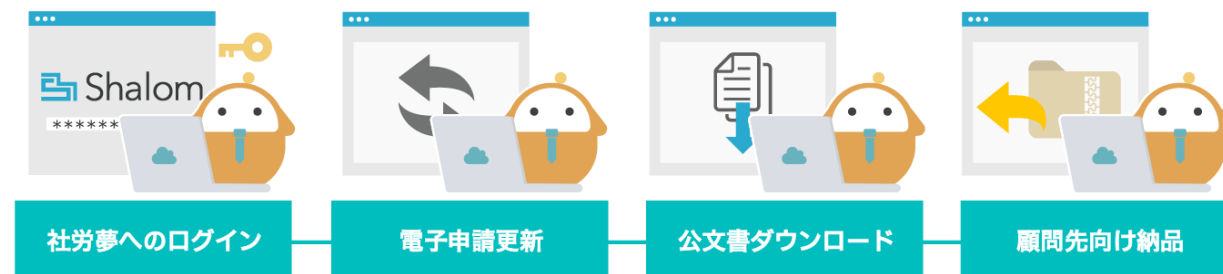 Shalom
******
社労夢へのログイン
電子申請更新
公文書ダウンロード
顧問先向け納品